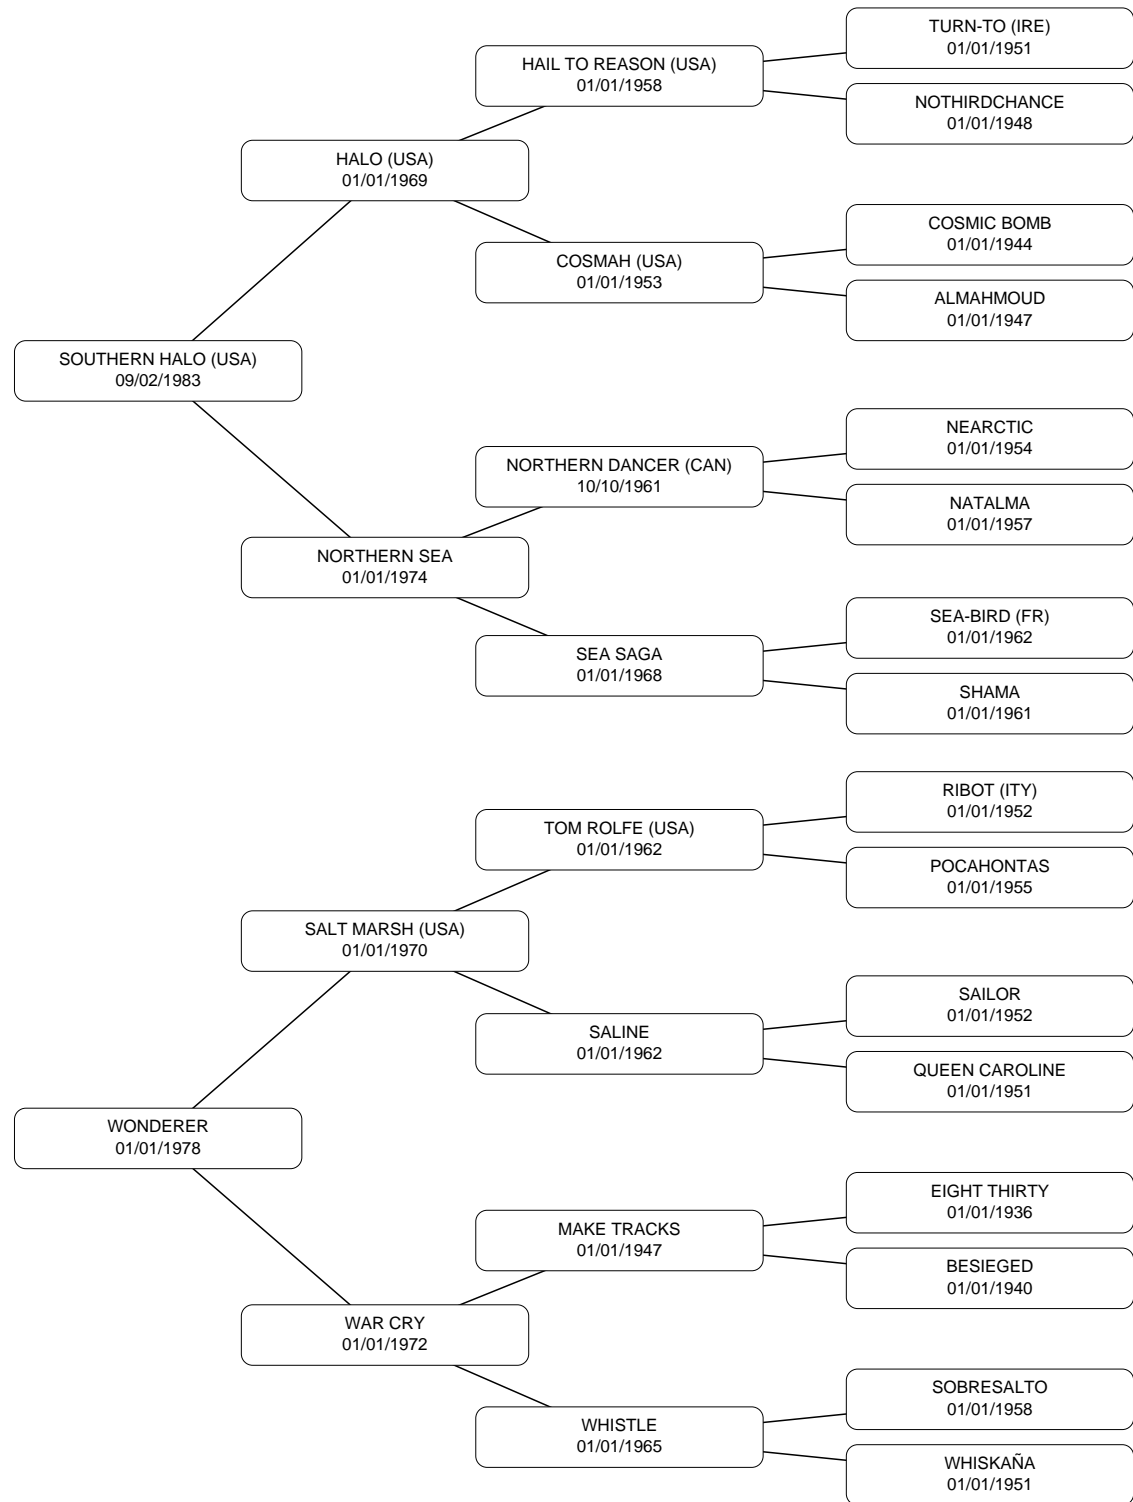 TURN-TO (IRE)
01/01/1951
HAIL TO REASON (USA)
01/01/1958
NOTHIRDCHANCE
01/01/1948
HALO (USA)
01/01/1969
COSMIC BOMB
01/01/1944
COSMAH (USA)
01/01/1953
ALMAHMOUD
01/01/1947
SOUTHERN HALO (USA)
09/02/1983
NEARCTIC
01/01/1954
NORTHERN DANCER (CAN)
10/10/1961
NATALMA
01/01/1957
NORTHERN SEA
01/01/1974
SEA-BIRD (FR)
01/01/1962
SEA SAGA
01/01/1968
SHAMA
01/01/1961
RIBOT (ITY)
01/01/1952
TOM ROLFE (USA)
01/01/1962
POCAHONTAS
01/01/1955
SALT MARSH (USA)
01/01/1970
SAILOR
01/01/1952
SALINE
01/01/1962
QUEEN CAROLINE
01/01/1951
WONDERER
01/01/1978
EIGHT THIRTY
01/01/1936
MAKE TRACKS
01/01/1947
BESIEGED
01/01/1940
WAR CRY
01/01/1972
SOBRESALTO
01/01/1958
WHISTLE
01/01/1965
WHISKAÑA
01/01/1951